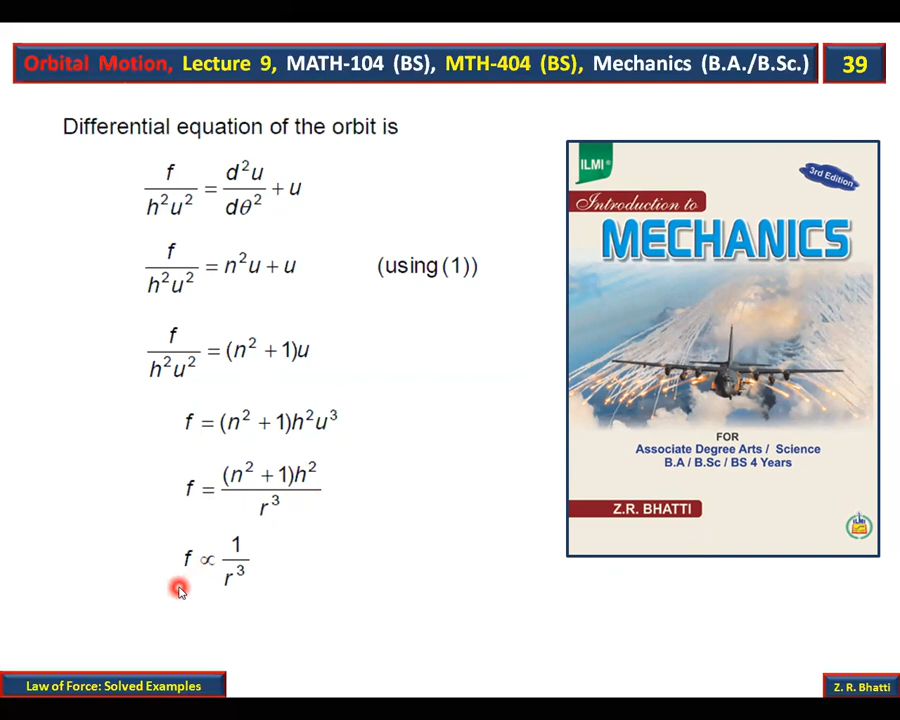 Orbital Motion, Lecture 9, MATH-104 (BS), MTH-404 (BS), Mechanics (B.A./B.Sc.)
39
Differential equation of the orbit is
f/(h²u²) = d²u/dθ² + u
f/(h²u²) = n²u + u (using (1))
f/(h²u²) = (n² + 1)u
f = (n² + 1)h²u³
f = (n² + 1)h²/r³
f ∝ 1/r³
ILMI
3rd Edition
Introduction to
MECHANICS
FOR
Associate Degree Arts / Science
B.A / B.Sc / BS 4 Years
Z.R. BHATTI
ILMI
Law of Force: Solved Examples
Z. R. Bhatti